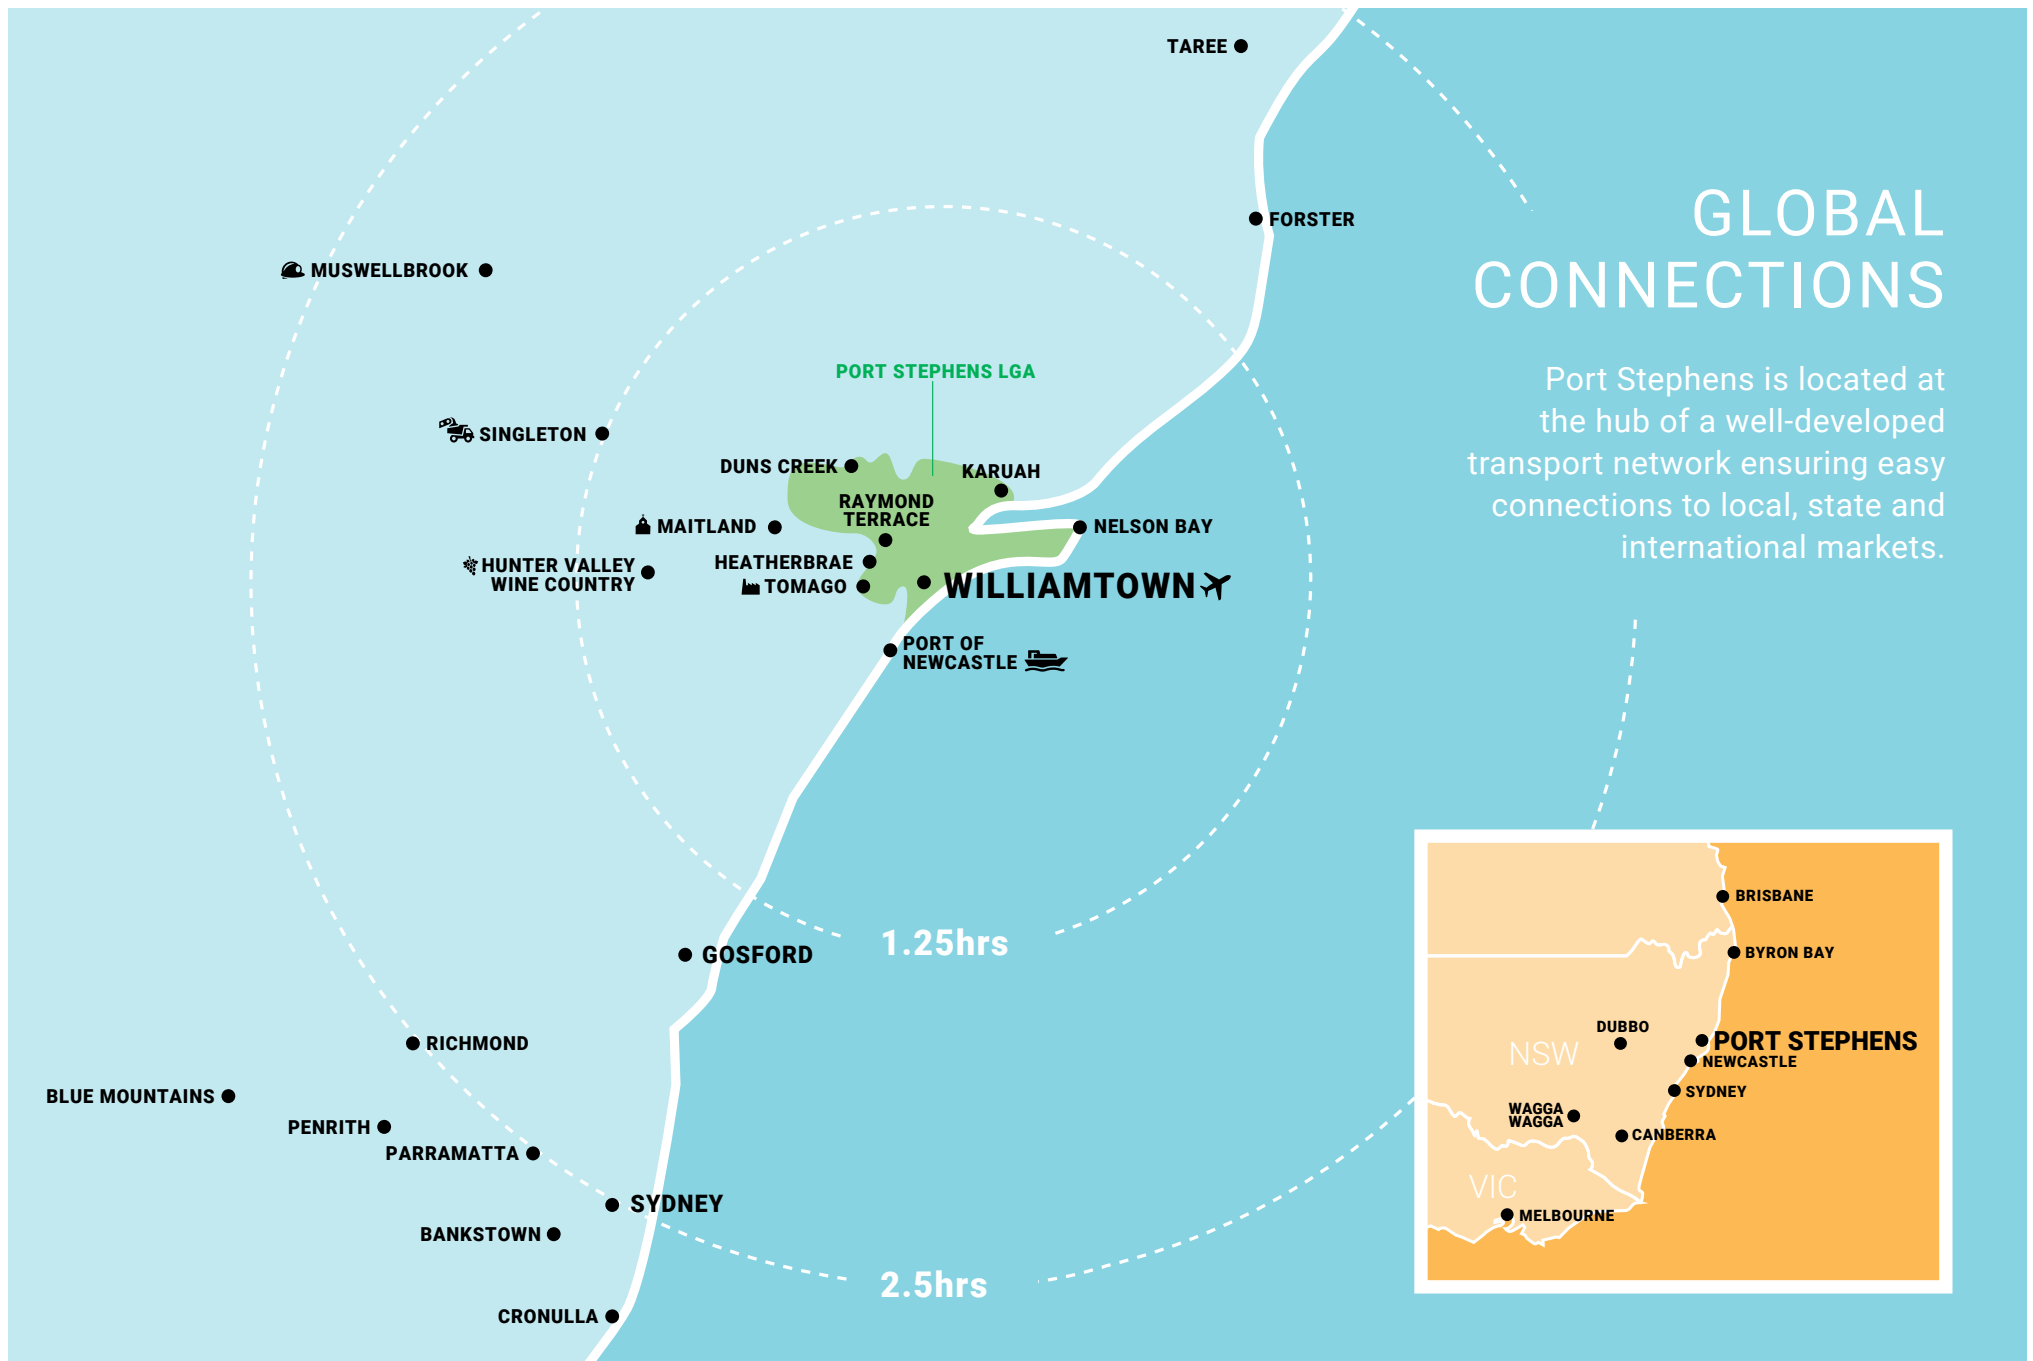 TAREE
FORSTER
GLOBAL
CONNECTIONS
Port Stephens is located at
the hub of a well-developed
transport network ensuring easy
connections to local, state and
international markets.
MUSWELLBROOK
PORT STEPHENS LGA
SINGLETON
DUNS CREEK
KARUAH
RAYMOND
TERRACE
MAITLAND
NELSON BAY
HUNTER VALLEY
WINE COUNTRY
HEATHERBRAE
TOMAGO
WILLIAMTOWN
PORT OF
NEWCASTLE
1.25hrs
GOSFORD
RICHMOND
BLUE MOUNTAINS
PENRITH
PARRAMATTA
SYDNEY
BANKSTOWN
2.5hrs
CRONULLA
BRISBANE
BYRON BAY
DUBBO
NSW
PORT STEPHENS
NEWCASTLE
SYDNEY
WAGGA
WAGGA
CANBERRA
VIC
MELBOURNE